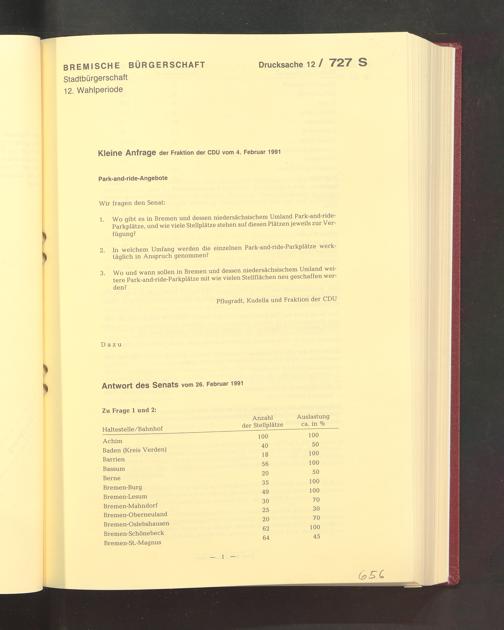 BREMISCHE BÜRGERSCHAFT Drucksache 12 / 727 S
Stadtbürgerschaft
12. Wahlperiode
Kleine Anfrage der Fraktion der CDU vom 4. Februar 1991
Park-and-ride-Angebote
Wir fragen den Senat:
1. Wo gibt es in Bremen und dessen niedersächsischem Umland Park-and-ride-
Parkplätze, und wie viele Stellplätze stehen auf diesen Plätzen jeweils zur Ver-
fügung?
2. In welchem Umfang werden die einzelnen Park-and-ride-Parkplätze werk-
täglich in Anspruch genommen?
3. Wo und wann sollen in Bremen und dessen niedersächsischem Umland wei-
tere Park-and-ride-Parkplätze mit wie vielen Stellflächen neu geschaffen wer-
den?
Pflugradt, Kudella und Fraktion der CDU
Dazu
Antwort des Senats vom 26. Februar 1991
Zu Frage 1 und 2:
Haltestelle/Bahnhof Anzahl der Stellplätze Auslastung ca. in %
Achim 100 100
Baden (Kreis Verden) 40 50
Barrien 18 100
Bassum 56 100
Berne 20 50
Bremen-Burg 35 100
Bremen-Lesum 49 100
Bremen-Mahndorf 30 70
Bremen-Oberneuland 25 30
Bremen-Oslebshausen 20 70
Bremen-Schönebeck 62 100
Bremen-St.-Magnus 64 45
— 1 —
656